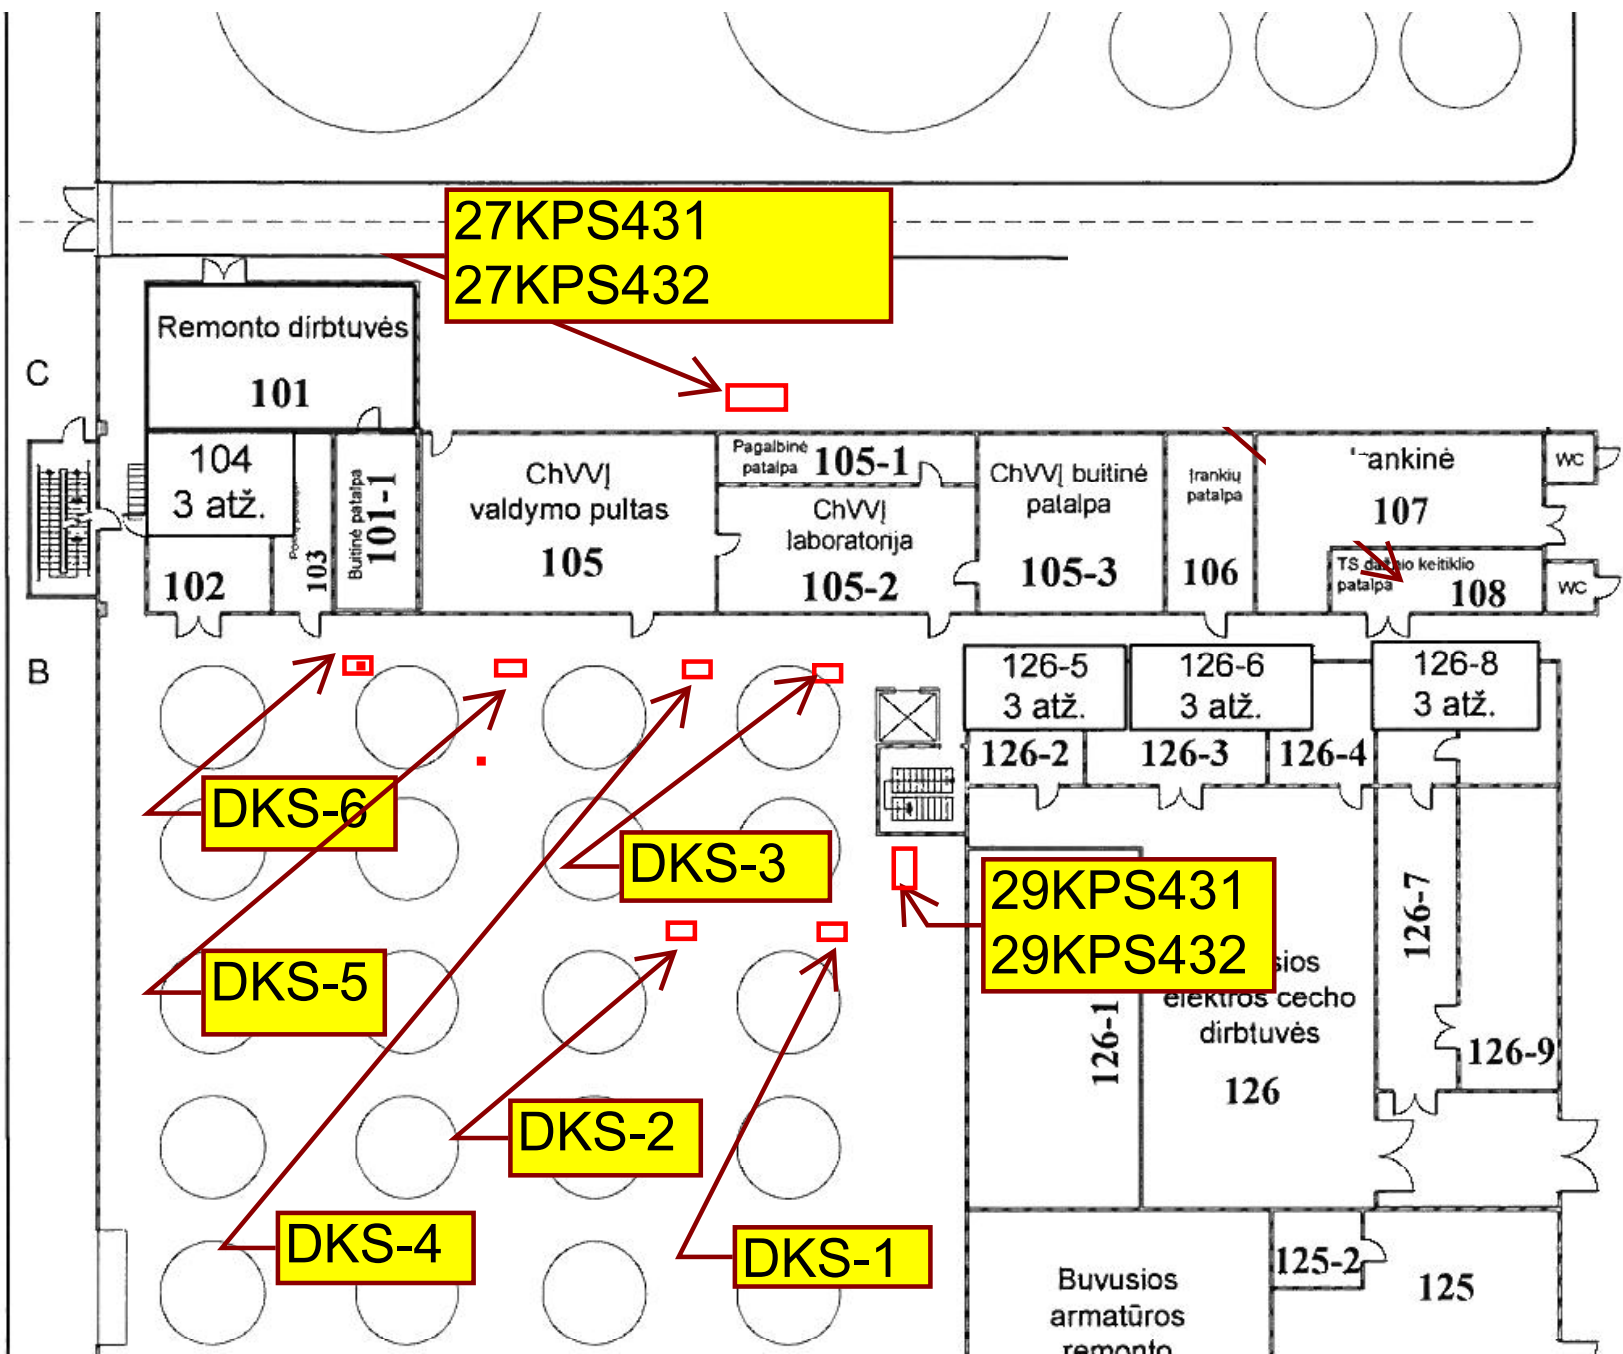 27KPS431
27KPS432
Remonto dirbtuvės
101
C
104
3 atž.
102
103
Buitinė patalpa
101-1
ChVVĮ
valdymo pultas
105
Pagalbinė
patalpa
105-1
ChVVĮ
laboratorija
105-2
ChVVĮ buitinė
patalpa
105-3
Įrankių
patalpa
106
ankinė
107
WC
TS dažnio keitiklio
patalpa
108
WC
B
126-5
3 atž.
126-6
3 atž.
126-8
3 atž.
126-2
126-3
126-4
DKS-6
DKS-3
29KPS431
29KPS432
126-7
DKS-5
sios
elektros cecho
dirbtuvės
126
126-1
126-9
DKS-2
DKS-4
DKS-1
125-2
125
Buvusios
armatūros
remonto